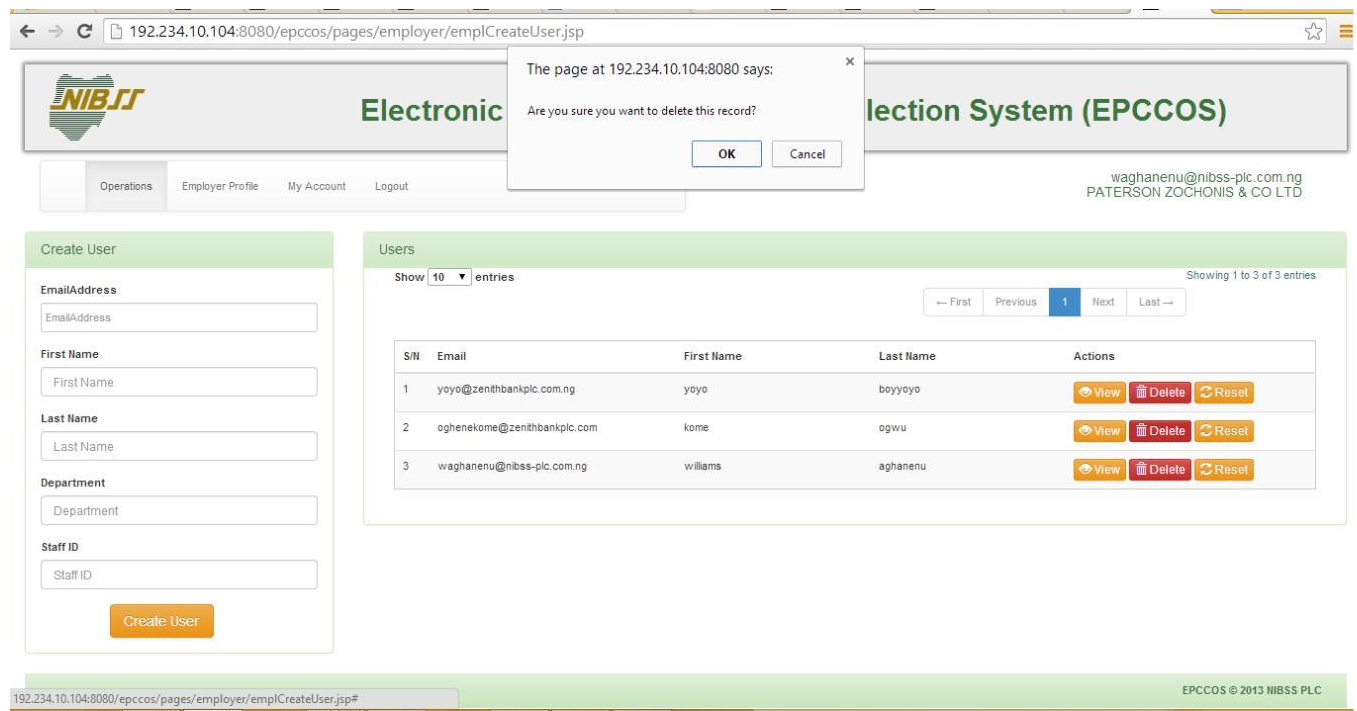 192.234.10.104:8080/epccos/pages/employer/emplCreateUser.jsp
The page at 192.234.10.104:8080 says:
Are you sure you want to delete this record?
OK Cancel
NIBSS
Electronic lection System (EPCCOS)
Operations Employer Profile My Account Logout
waghanenu@nibss-plc.com.ng
PATERSON ZOCHONIS & CO LTD
Create User
EmailAddress
EmailAddress
First Name
First Name
Last Name
Last Name
Department
Department
Staff ID
Staff ID
Create User
Users
Show 10 entries
Showing 1 to 3 of 3 entries
← First Previous 1 Next Last →
S/N Email First Name Last Name Actions
1 yoyo@zenithbankplc.com.ng yoyo boyyoyo View Delete Reset
2 oghenekome@zenithbankplc.com kome ogwu View Delete Reset
3 waghanenu@nibss-plc.com.ng williams aghanenu View Delete Reset
EPCCOS © 2013 NIBSS PLC
192.234.10.104:8080/epccos/pages/employer/emplCreateUser.jsp#